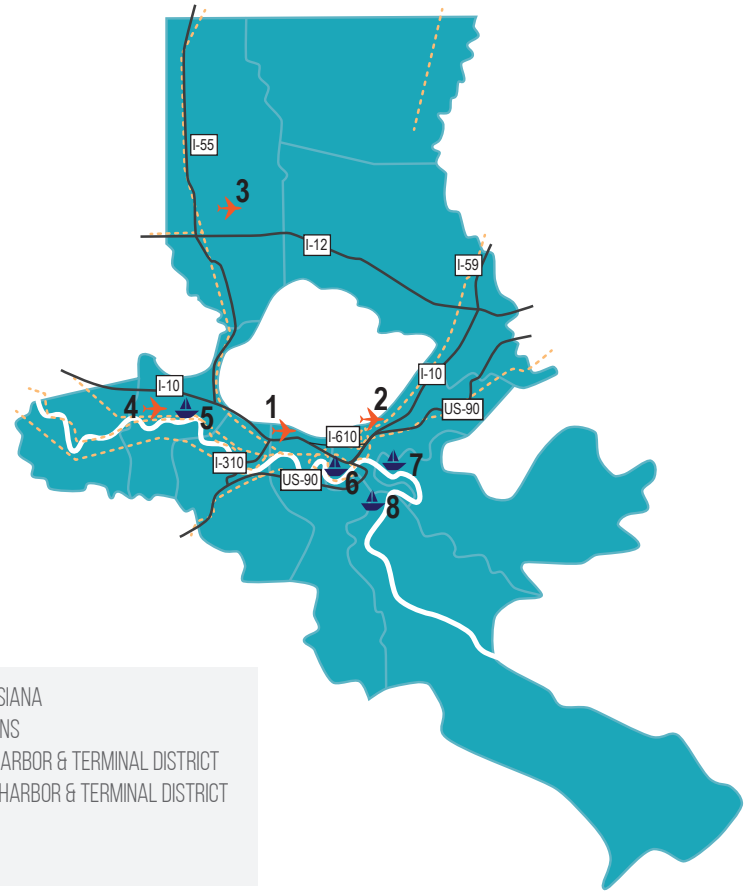 I-55
3
I-12
I-59
I-10
I-10
4
5
1
2
US-90
I-610
I-310
US-90
6
7
8
SIANA
NS
ARBOR & TERMINAL DISTRICT
HARBOR & TERMINAL DISTRICT